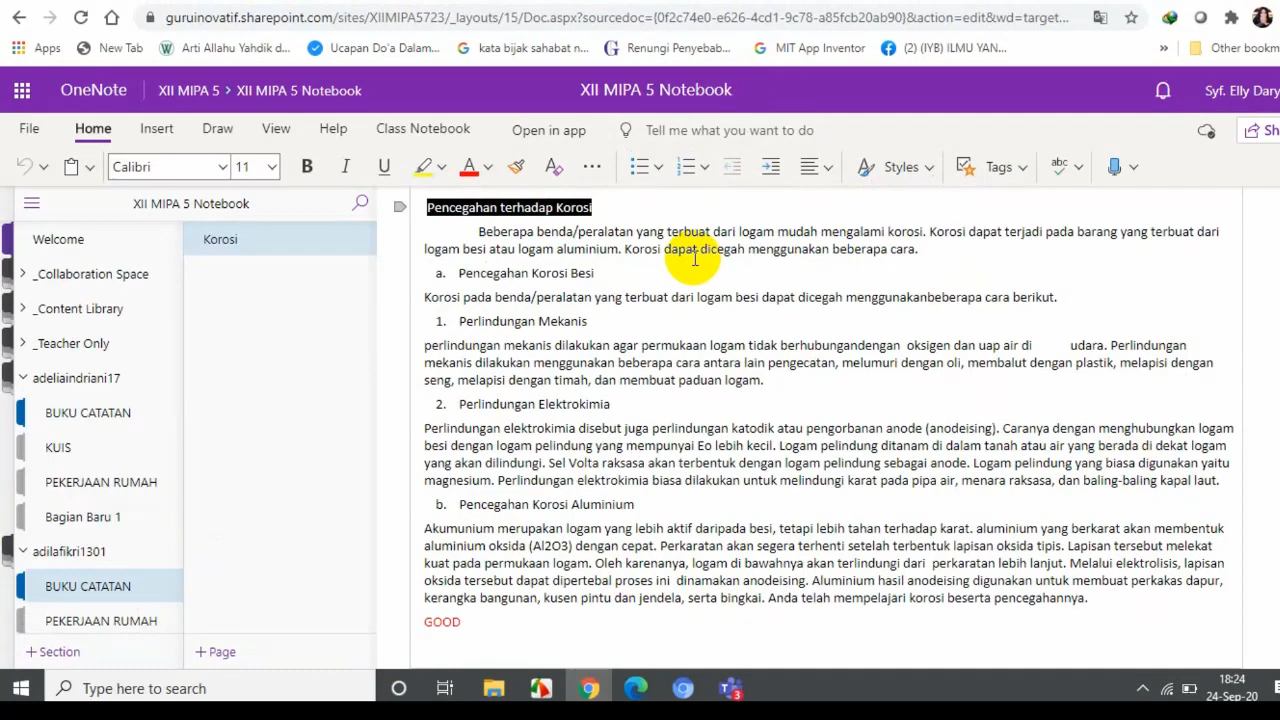 guruinovatif.sharepoint.com/sites/XIIMIPA5723/_layouts/15/Doc.aspx?sourcedoc={0f2c74e0-e626-4cd1-9c78-a85fcb20ab90}&action=edit&wd=target...
Apps New Tab Arti Allahu Yahdik d... Ucapan Do'a Dalam... kata bijak sahabat n... Renungi Penyebab... MIT App Inventor (2) (IYB) ILMU YAN... » Other bookm
OneNote XII MIPA 5 > XII MIPA 5 Notebook XII MIPA 5 Notebook Syf. Elly Dary
File Home Insert Draw View Help Class Notebook Open in app Tell me what you want to do Sh
Calibri 11 B I U A ... Styles Tags abc
XII MIPA 5 Notebook
Welcome
_Collaboration Space
_Content Library
_Teacher Only
adeliaindriani17
BUKU CATATAN
KUIS
PEKERJAAN RUMAH
Bagian Baru 1
adilafikri1301
BUKU CATATAN
PEKERJAAN RUMAH
+ Section
Korosi
+ Page
Pencegahan terhadap Korosi
Beberapa benda/peralatan yang terbuat dari logam mudah mengalami korosi. Korosi dapat terjadi pada barang yang terbuat dari
logam besi atau logam aluminium. Korosi dapat dicegah menggunakan beberapa cara.
a. Pencegahan Korosi Besi
Korosi pada benda/peralatan yang terbuat dari logam besi dapat dicegah menggunakanbeberapa cara berikut.
1. Perlindungan Mekanis
perlindungan mekanis dilakukan agar permukaan logam tidak berhubungandengan oksigen dan uap air di udara. Perlindungan
mekanis dilakukan menggunakan beberapa cara antara lain pengecatan, melumuri dengan oli, membalut dengan plastik, melapisi dengan
seng, melapisi dengan timah, dan membuat paduan logam.
2. Perlindungan Elektrokimia
Perlindungan elektrokimia disebut juga perlindungan katodik atau pengorbanan anode (anodeising). Caranya dengan menghubungkan logam
besi dengan logam pelindung yang mempunyai Eo lebih kecil. Logam pelindung ditanam di dalam tanah atau air yang berada di dekat logam
yang akan dilindungi. Sel Volta raksasa akan terbentuk dengan logam pelindung sebagai anode. Logam pelindung yang biasa digunakan yaitu
magnesium. Perlindungan elektrokimia biasa dilakukan untuk melindungi karat pada pipa air, menara raksasa, dan baling-baling kapal laut.
b. Pencegahan Korosi Aluminium
Akumunium merupakan logam yang lebih aktif daripada besi, tetapi lebih tahan terhadap karat. aluminium yang berkarat akan membentuk
aluminium oksida (Al2O3) dengan cepat. Perkaratan akan segera terhenti setelah terbentuk lapisan oksida tipis. Lapisan tersebut melekat
kuat pada permukaan logam. Oleh karenanya, logam di bawahnya akan terlindungi dari perkaratan lebih lanjut. Melalui elektrolisis, lapisan
oksida tersebut dapat dipertebal proses ini dinamakan anodeising. Aluminium hasil anodeising digunakan untuk membuat perkakas dapur,
kerangka bangunan, kusen pintu dan jendela, serta bingkai. Anda telah mempelajari korosi beserta pencegahannya.
GOOD
Type here to search
3
18:24
24-Sep-20